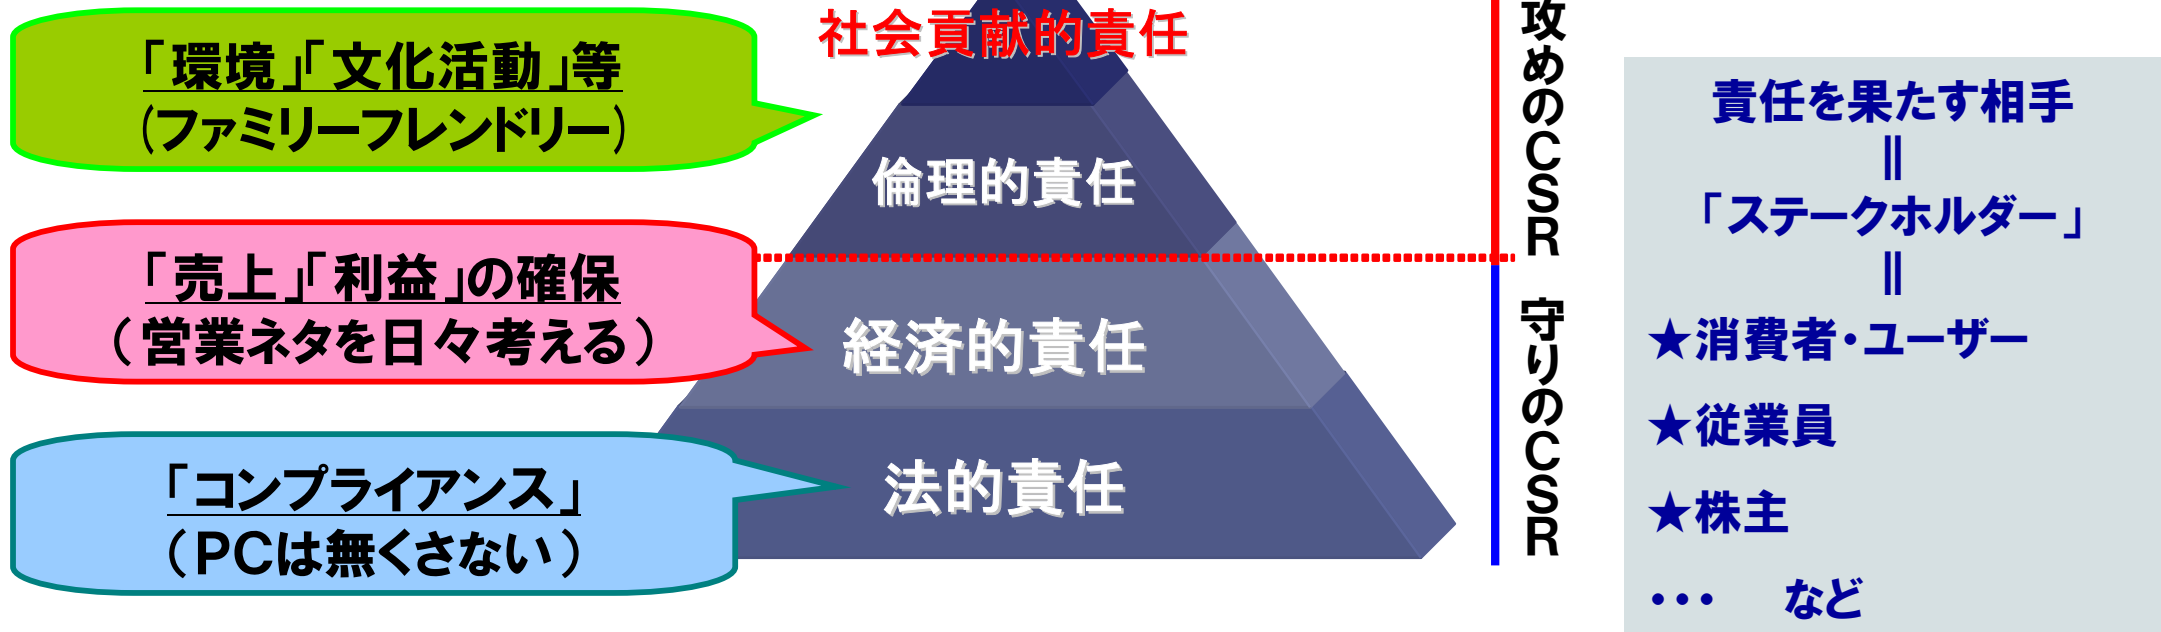 「環境」「文化活動」等
(ファミリーフレンドリー)
「売上」「利益」の確保
(営業ネタを日々考える)
「コンプライアンス」
(PCは無くさない)
社会貢献的責任
倫理的責任
経済的責任
法的責任
攻めのCSR
守りのCSR
責任を果たす相手
||
「ステークホルダー」
||
★消費者・ユーザー
★従業員
★株主
・・・ など